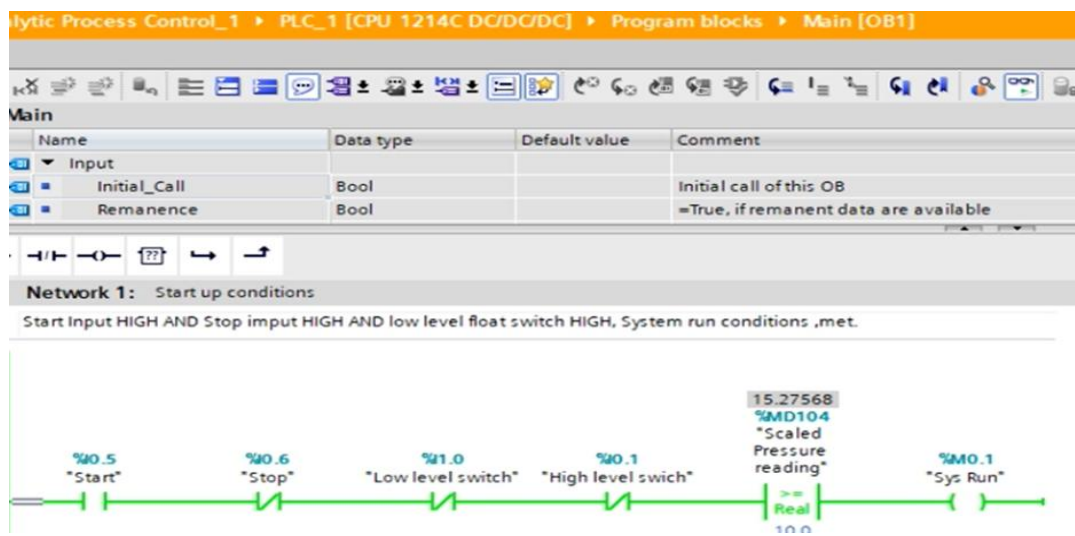 lytic Process Control_1 ▸ PLC_1 [CPU 1214C DC/DC/DC] ▸ Program blocks ▸ Main [OB1]
Main
Name Data type Default value Comment
Input
Initial_Call Bool Initial call of this OB
Remanence Bool =True, if remanent data are available
??
Network 1: Start up conditions
Start Input HIGH AND Stop imput HIGH AND low level float switch HIGH, System run conditions ,met.
15.27568
%MD104
"Scaled
Pressure
reading"
%I0.5 %I0.6 %I1.0 %I0.1 %M0.1
"Start" "Stop" "Low level switch" "High level swich" "Sys Run"
>=
Real
10.0